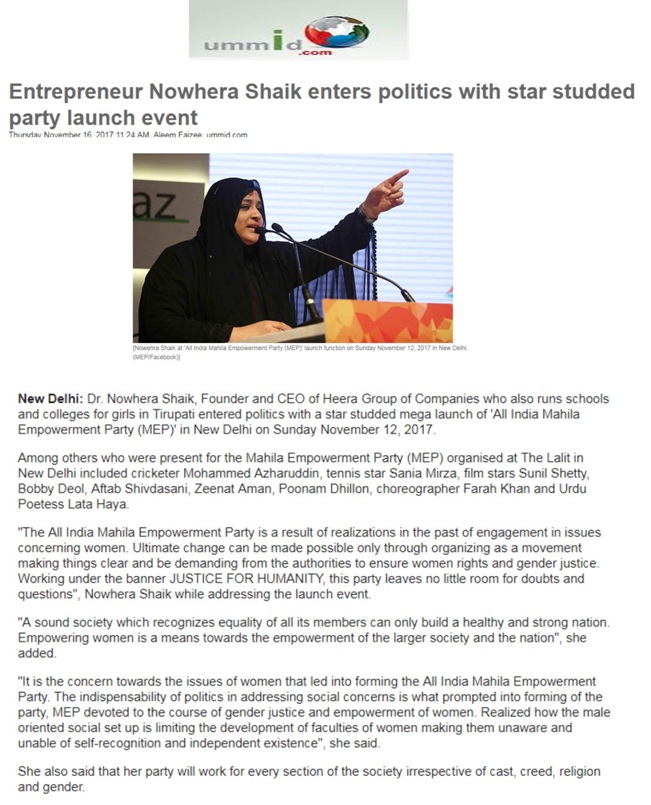 ummid
.com
Entrepreneur Nowhera Shaik enters politics with star studded
party launch event
Thursday November 16, 2017 11:24 AM, Aleem Faizee, ummid.com
az
[Nowehra Shaik at 'All India Mahila Empowerment Party (MEP)' launch function on Sunday November 12, 2017 in New Delhi.
(MEP/Facebook)]
New Delhi: Dr. Nowhera Shaik, Founder and CEO of Heera Group of Companies who also runs schools
and colleges for girls in Tirupati entered politics with a star studded mega launch of 'All India Mahila
Empowerment Party (MEP)' in New Delhi on Sunday November 12, 2017.
Among others who were present for the Mahila Empowerment Party (MEP) organised at The Lalit in
New Delhi included cricketer Mohammed Azharuddin, tennis star Sania Mirza, film stars Sunil Shetty,
Bobby Deol, Aftab Shivdasani, Zeenat Aman, Poonam Dhillon, choreographer Farah Khan and Urdu
Poetess Lata Haya.
"The All India Mahila Empowerment Party is a result of realizations in the past of engagement in issues
concerning women. Ultimate change can be made possible only through organizing as a movement
making things clear and be demanding from the authorities to ensure women rights and gender justice.
Working under the banner JUSTICE FOR HUMANITY, this party leaves no little room for doubts and
questions", Nowhera Shaik while addressing the launch event.
"A sound society which recognizes equality of all its members can only build a healthy and strong nation.
Empowering women is a means towards the empowerment of the larger society and the nation", she
added.
"It is the concern towards the issues of women that led into forming the All India Mahila Empowerment
Party. The indispensability of politics in addressing social concerns is what prompted into forming of the
party, MEP devoted to the course of gender justice and empowerment of women. Realized how the male
oriented social set up is limiting the development of faculties of women making them unaware and
unable of self-recognition and independent existence", she said.
She also said that her party will work for every section of the society irrespective of cast, creed, religion
and gender.